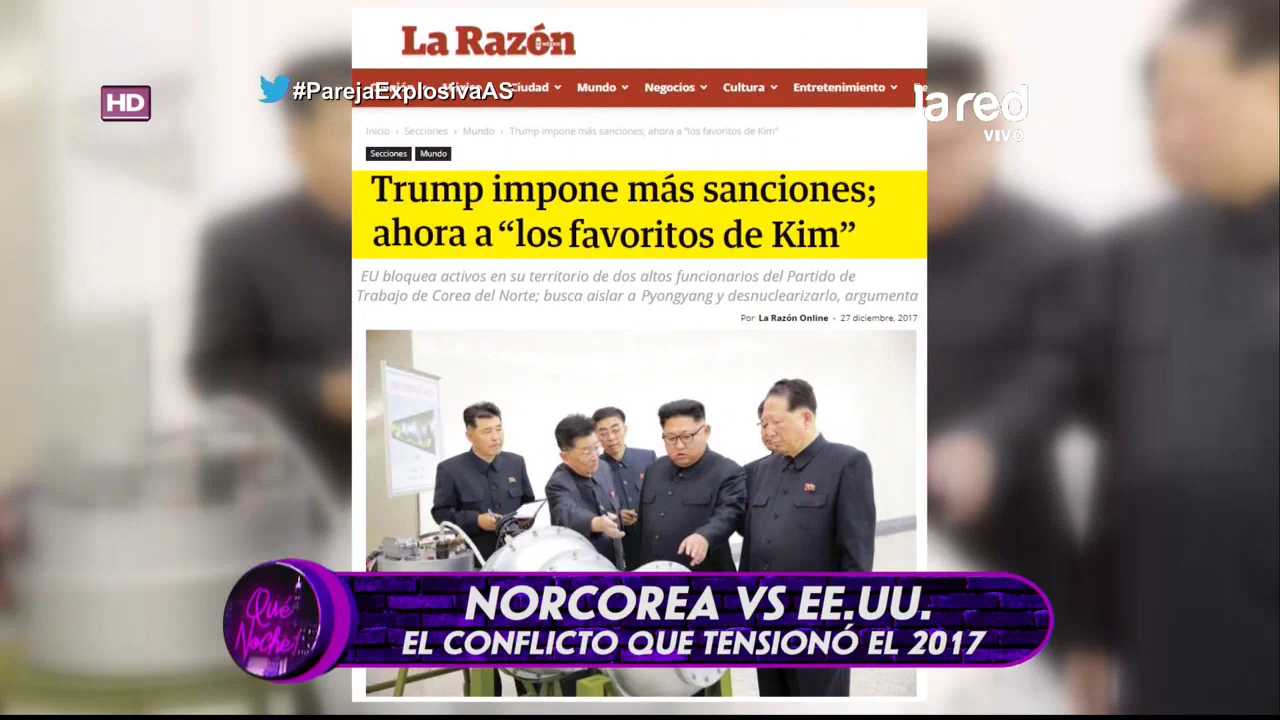 La Razón
HD
#ParejaExplosivaAS
Ciudad
Mundo
Negocios
Cultura
Entretenimiento
la red
VIVO
Inicio › Secciones › Mundo › Trump impone más sanciones; ahora a “los favoritos de Kim”
Secciones Mundo
Trump impone más sanciones;
ahora a “los favoritos de Kim”
EU bloquea activos en su territorio de dos altos funcionarios del Partido de
Trabajo de Corea del Norte; busca aislar a Pyongyang y desnuclearizarlo, argumenta
Por La Razón Online - 27 diciembre, 2017
Qué
Noche!
NORCOREA VS EE.UU.
EL CONFLICTO QUE TENSIONÓ EL 2017